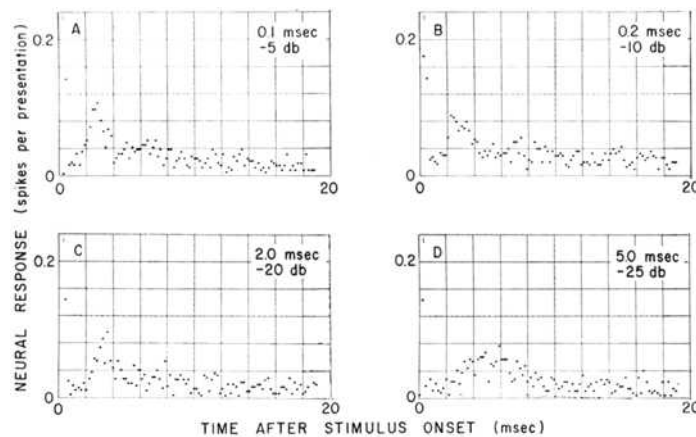 NEURAL RESPONSE
(spikes per presentation)
0.2
A
0.1 msec
-5 db
0
0
20
0.2
B
0.2 msec
-10 db
0
0
20
0.2
C
2.0 msec
-20 db
0
0
20
0.2
D
5.0 msec
-25 db
0
0
20
TIME AFTER STIMULUS ONSET (msec)